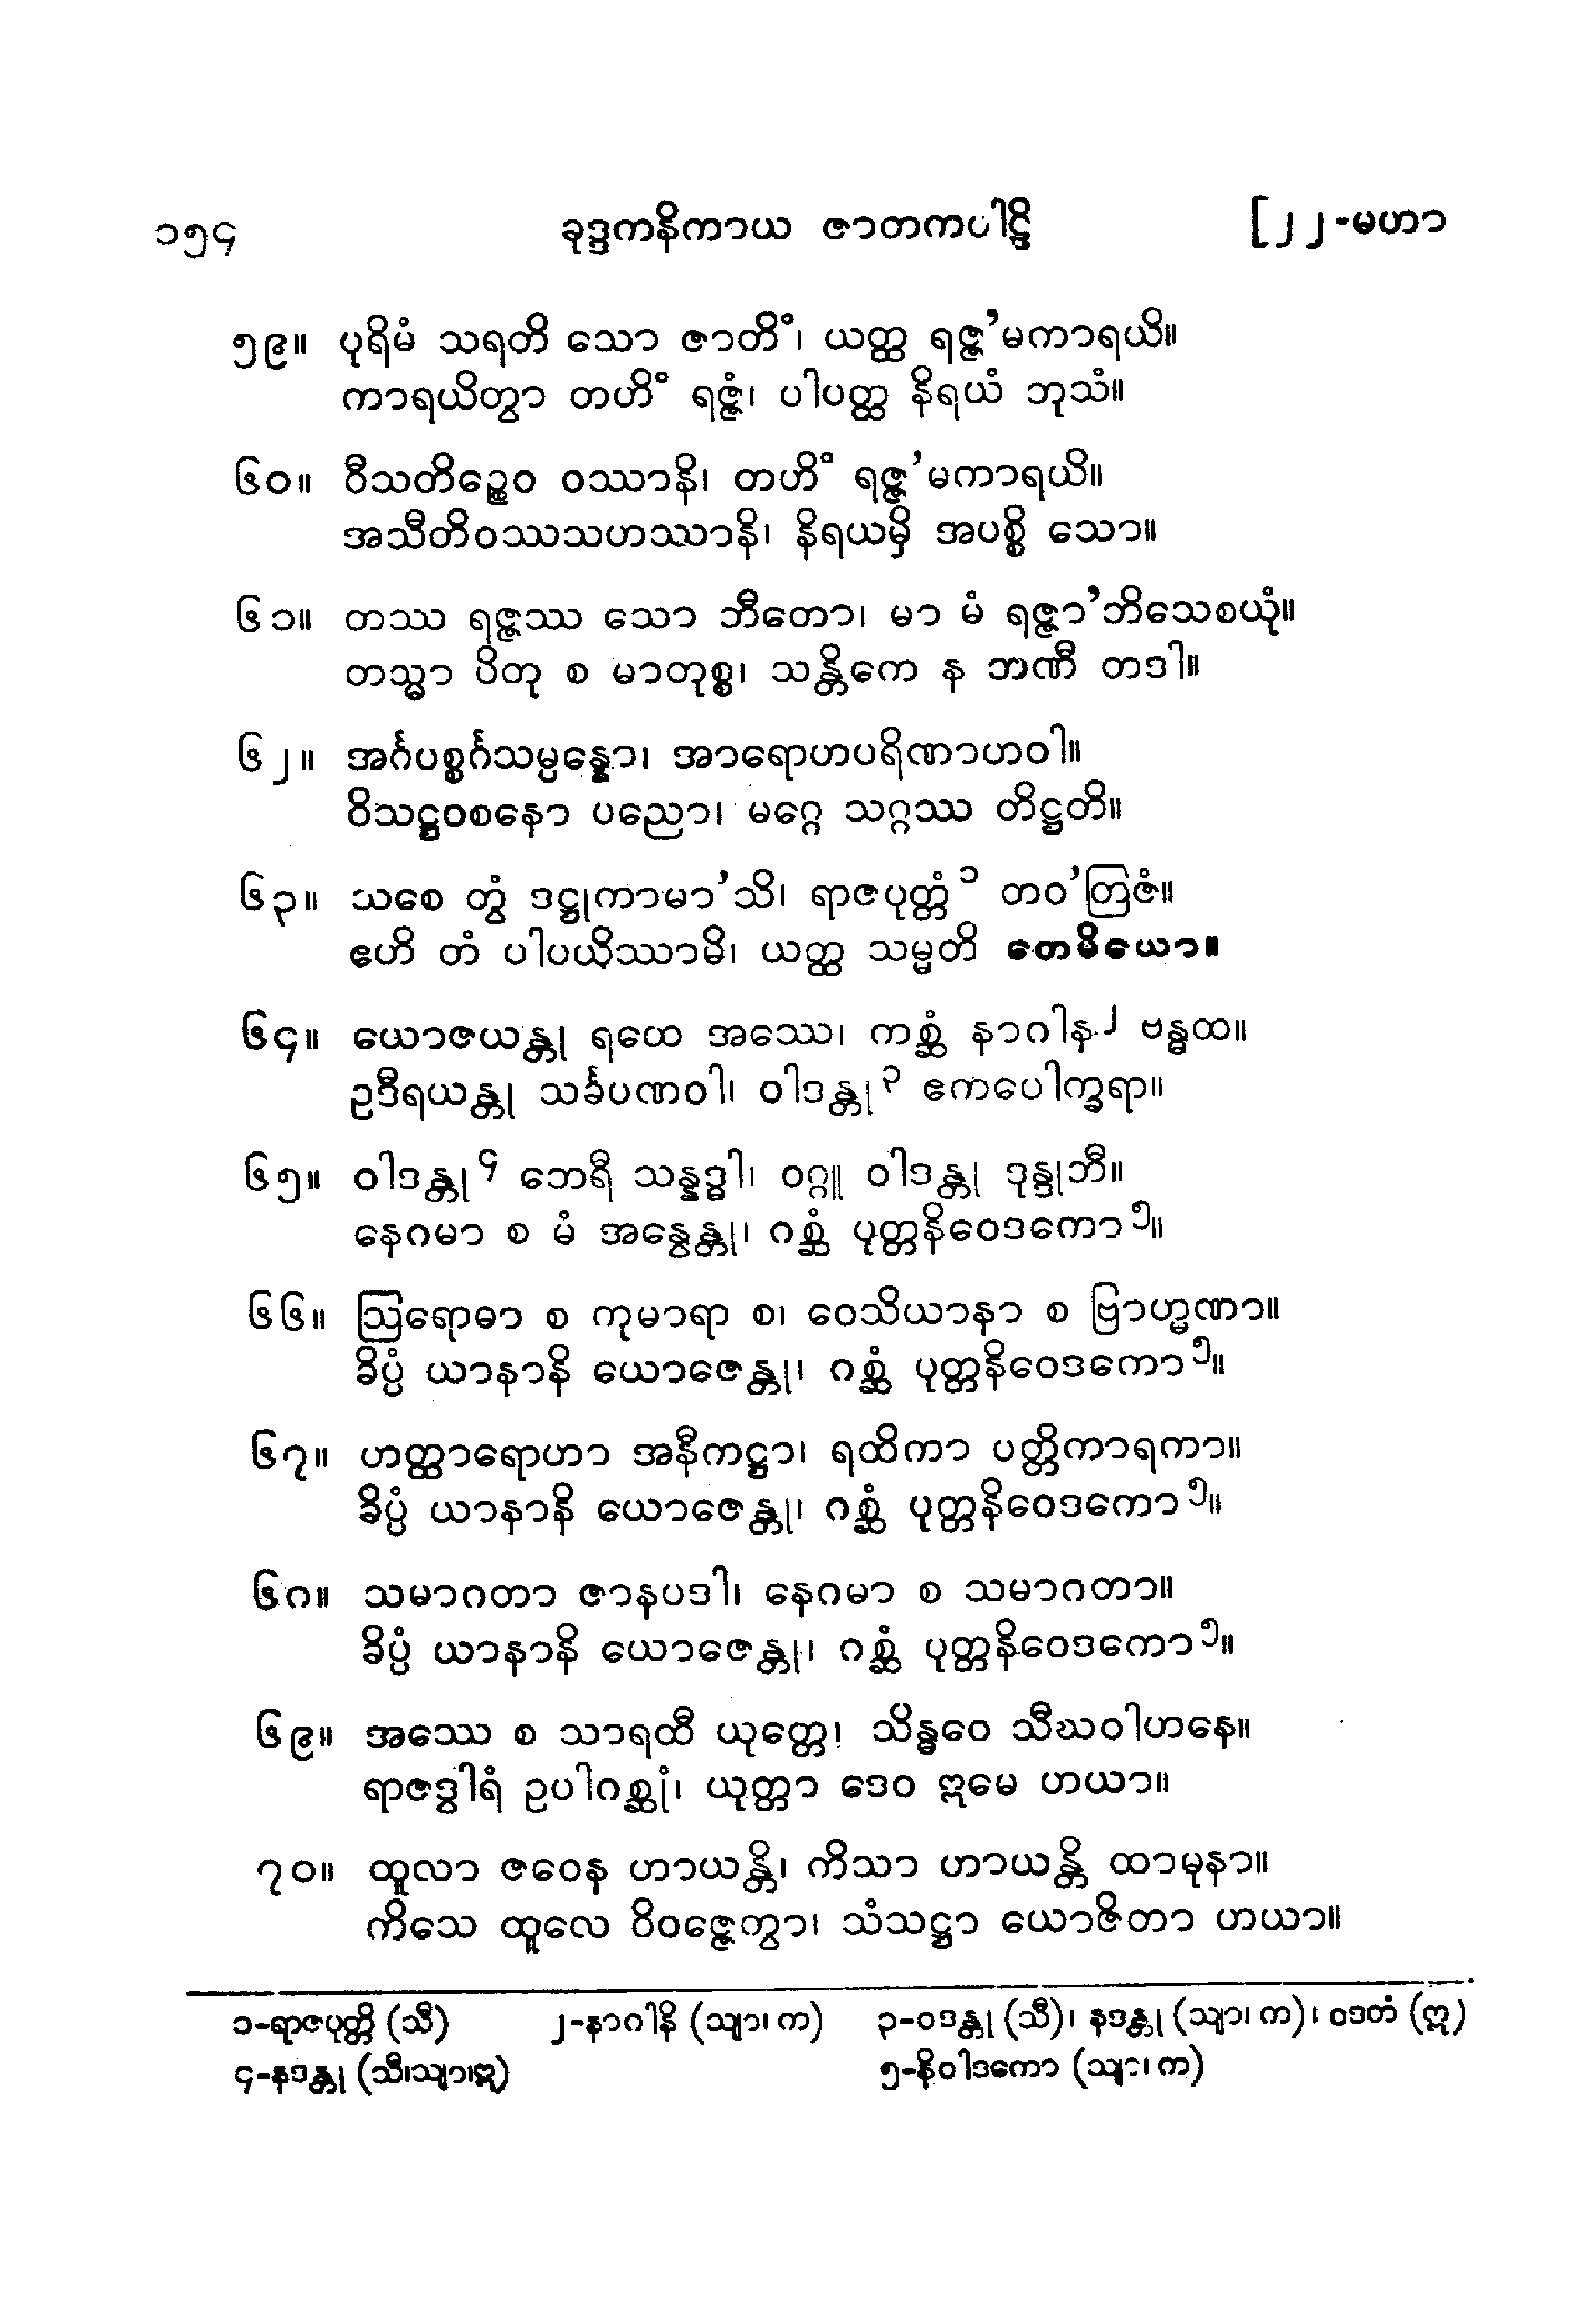 ၁၅၄ ခုဒ္ဒကနိကာယ ဇာတကပါဠိ [၂၂-မဟာ
၅၉။ ပုရိမံ သရတိ သော ဇာတိံ၊ ယတ္ထ ရဇ္ဇ’မကာရယိ။
ကာရယိတွာ တဟိံ ရဇ္ဇံ၊ ပါပတ္ထ နိရယံ ဘုသံ။
၆၀။ ဝီသတိဉ္စေဝ ဝဿာနိ၊ တဟိံ ရဇ္ဇ’မကာရယိ။
အသီတိဝဿသဟဿာနိ၊ နိရယမှိ အပစ္စိ သော။
၆၁။ တဿ ရဇ္ဇဿ သော ဘီတော၊ မာ မံ ရဇ္ဇာ’ဘိသေစယုံ။
တသ္မာ ပိတု စ မာတုစ္စ၊ သန္တိကေ န ဘဏီ တဒါ။
၆၂။ အင်္ဂပစ္စင်္ဂသမ္ပန္နော၊ အာရောဟပရိဏာဟဝါ။
ဝိသဋ္ဌဝစနော ပညော၊ မဂ္ဂေ သဂ္ဂဿ တိဋ္ဌတိ။
၆၃။ သစေ တွံ ဒဋ္ဌုကာမာ’သိ၊ ရာဇပုတ္တံ၁ တဝ’တြဇံ။
ဧဟိ တံ ပါပယိဿာမိ၊ ယတ္ထ သမ္မတိ တေမိယော။
၆၄။ ယောဇယန္တု ရထေ အဿေ၊ ကစ္ဆံ နာဂါန၂ ဗန္ဓထ။
ဥဒီရယန္တု သင်္ခပဏဝါ၊ ဝါဒန္တု၃ ဧကပေါက္ခရာ။
၆၅။ ဝါဒန္တု၄ ဘေရီ သန္နဒ္ဓါ၊ ဝဂ္ဂူ ဝါဒန္တု ဒုန္ဒုဘီ။
နေဂမာ စ မံ အနွေန္တု၊ ဂစ္ဆံ ပုတ္တနိဝေဒကော၅။
၆၆။ ဩရောဓာ စ ကုမာရာ စ၊ ဝေသိယာနာ စ ဗြာဟ္မဏာ။
ခိပ္ပံ ယာနာနိ ယောဇေန္တု၊ ဂစ္ဆံ ပုတ္တနိဝေဒကော၅။
၆၇။ ဟတ္ထာရောဟာ အနီကဋ္ဌာ၊ ရထိကာ ပတ္တိကာရကာ။
ခိပ္ပံ ယာနာနိ ယောဇေန္တု၊ ဂစ္ဆံ ပုတ္တနိဝေဒကော၅။
၆၈။ သမာဂတာ ဇာနပဒါ၊ နေဂမာ စ သမာဂတာ။
ခိပ္ပံ ယာနာနိ ယောဇေန္တု၊ ဂစ္ဆံ ပုတ္တနိဝေဒကော၅။
၆၉။ အဿေ စ သာရထီ ယုတ္တေ၊ သိန္ဓဝေ သီဃဝါဟနေ။
ရာဇဒွါရံ ဥပါဂစ္ဆုံ၊ ယုတ္တာ ဒေဝ ဣမေ ဟယာ။
၇၀။ ထူလာ ဇဝေန ဟာယန္တိ၊ ကိသာ ဟာယန္တိ ထာမုနာ။
ကိသေ ထူလေ ဝိဝဇ္ဇေတွာ၊ သံသဋ္ဌာ ယောဇိတာ ဟယာ။
၁-ရာဇပုတ္တိ (သီ) ၂-နာဂါနိ (သျာ၊ က) ၃-ဝဒန္တု (သီ)၊ နဒန္တု (သျာ၊ က)၊ ဝဒတံ (ဣ)
၄-နဒန္တု (သီ၊သျာ၊ဣ) ၅-နိဝါဒကော (သျာ၊ က)